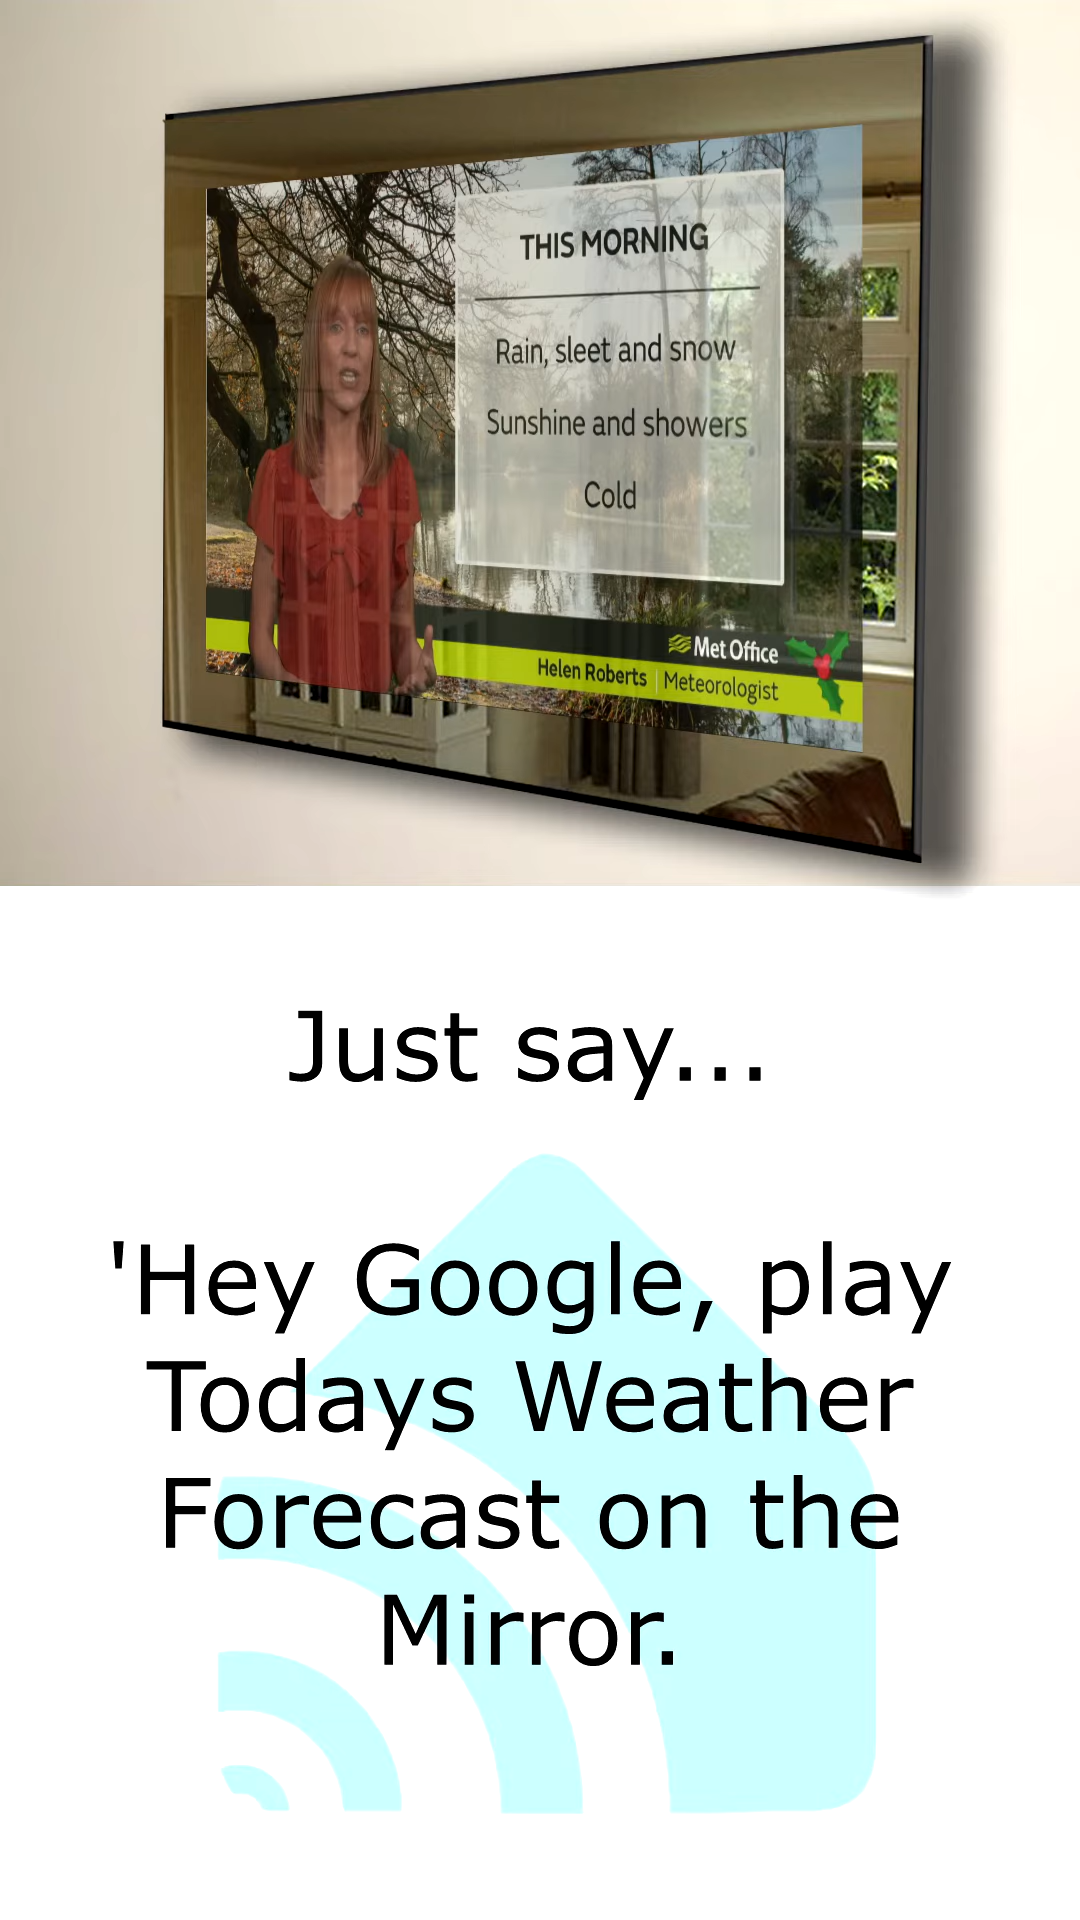 THIS MORNING
Rain, sleet and snow
Sunshine and showers
Cold
Met Office
Helen Roberts | Meteorologist
Just say...
'Hey Google, play
Todays Weather
Forecast on the
Mirror.